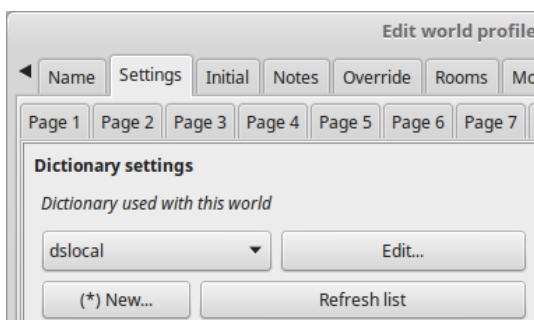 Edit world profile
Name Settings Initial Notes Override Rooms
Page 1 Page 2 Page 3 Page 4 Page 5 Page 6 Page 7
Dictionary settings
Dictionary used with this world
dslocal Edit...
(*) New... Refresh list